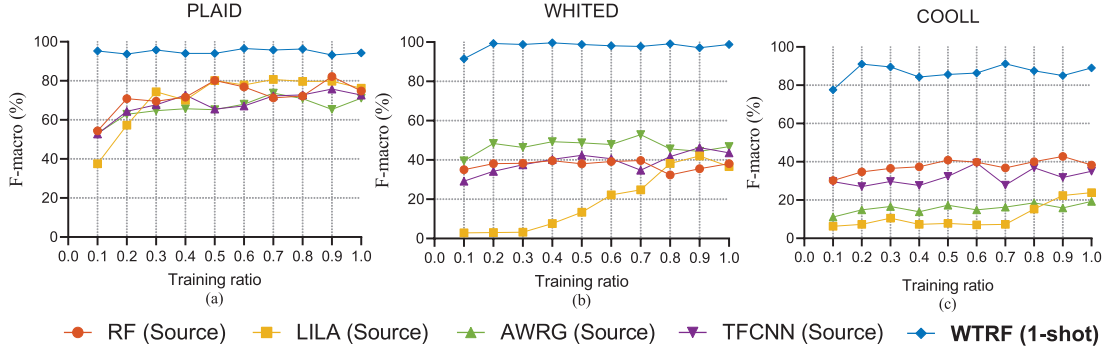 PLAID
WHITED
COOLL
F-macro (%)
100
80
60
40
20
0
0.0 0.1 0.2 0.3 0.4 0.5 0.6 0.7 0.8 0.9 1.0
Training ratio
(a)
F-macro (%)
100
80
60
40
20
0
0.0 0.1 0.2 0.3 0.4 0.5 0.6 0.7 0.8 0.9 1.0
Training ratio
(b)
F-macro (%)
100
80
60
40
20
0
0.0 0.1 0.2 0.3 0.4 0.5 0.6 0.7 0.8 0.9 1.0
Training ratio
(c)
RF (Source) LILA (Source) AWRG (Source) TFCNN (Source) WTRF (1-shot)